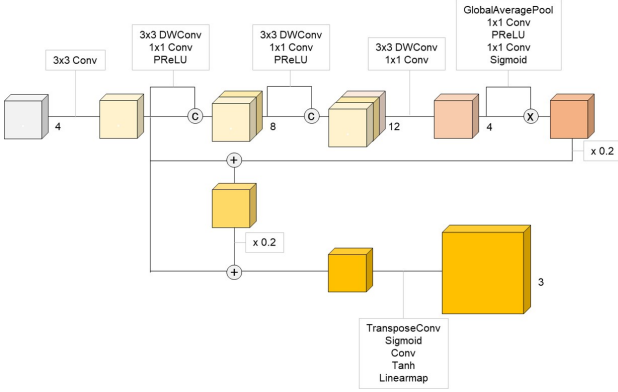 GlobalAveragePool
1x1 Conv
PReLU
1x1 Conv
Sigmoid
3x3 DWConv
1x1 Conv
PReLU
3x3 DWConv
1x1 Conv
PReLU
3x3 DWConv
1x1 Conv
3x3 Conv
4
C
8
C
12
4
X
x 0.2
+
x 0.2
+
3
TransposeConv
Sigmoid
Conv
Tanh
Linearmap